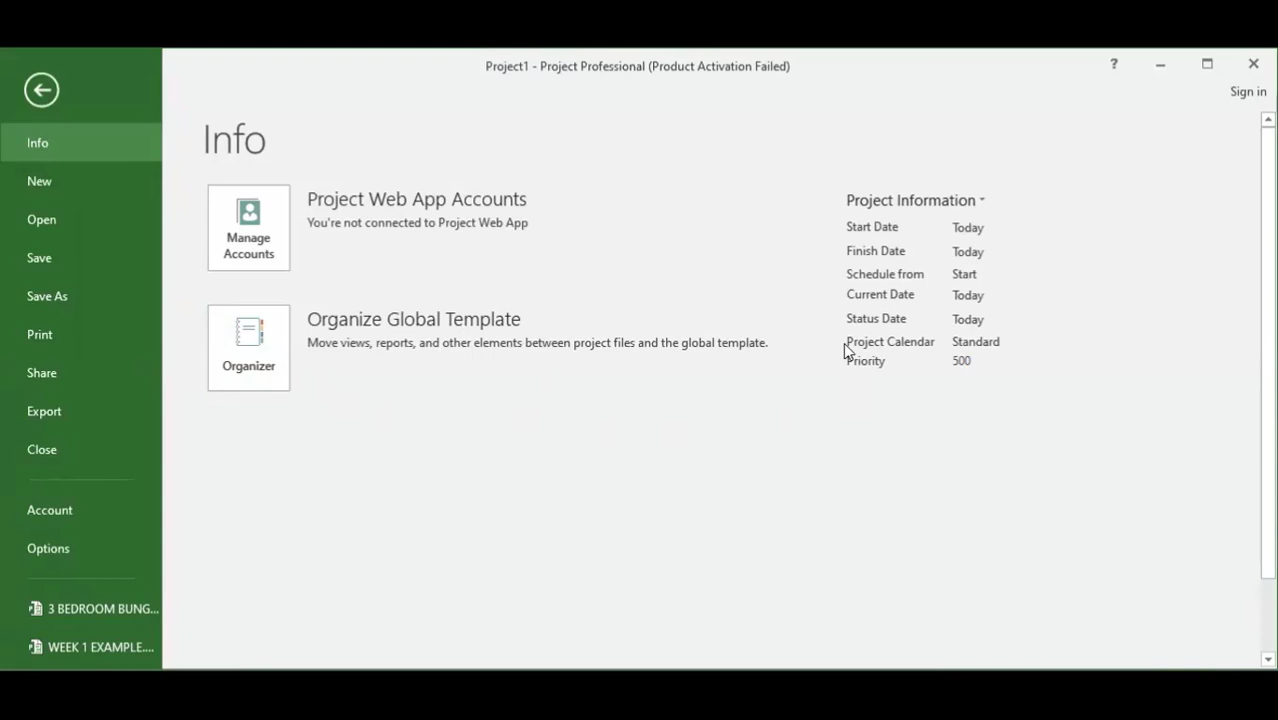 Project1 - Project Professional (Product Activation Failed)
?
Sign in
Info
New
Open
Save
Save As
Print
Share
Export
Close
Account
Options
3 BEDROOM BUNG...
WEEK 1 EXAMPLE....
Info
Manage
Accounts
Project Web App Accounts
You're not connected to Project Web App
Organizer
Organize Global Template
Move views, reports, and other elements between project files and the global template.
Project Information
Start Date Today
Finish Date Today
Schedule from Start
Current Date Today
Status Date Today
Project Calendar Standard
Priority 500